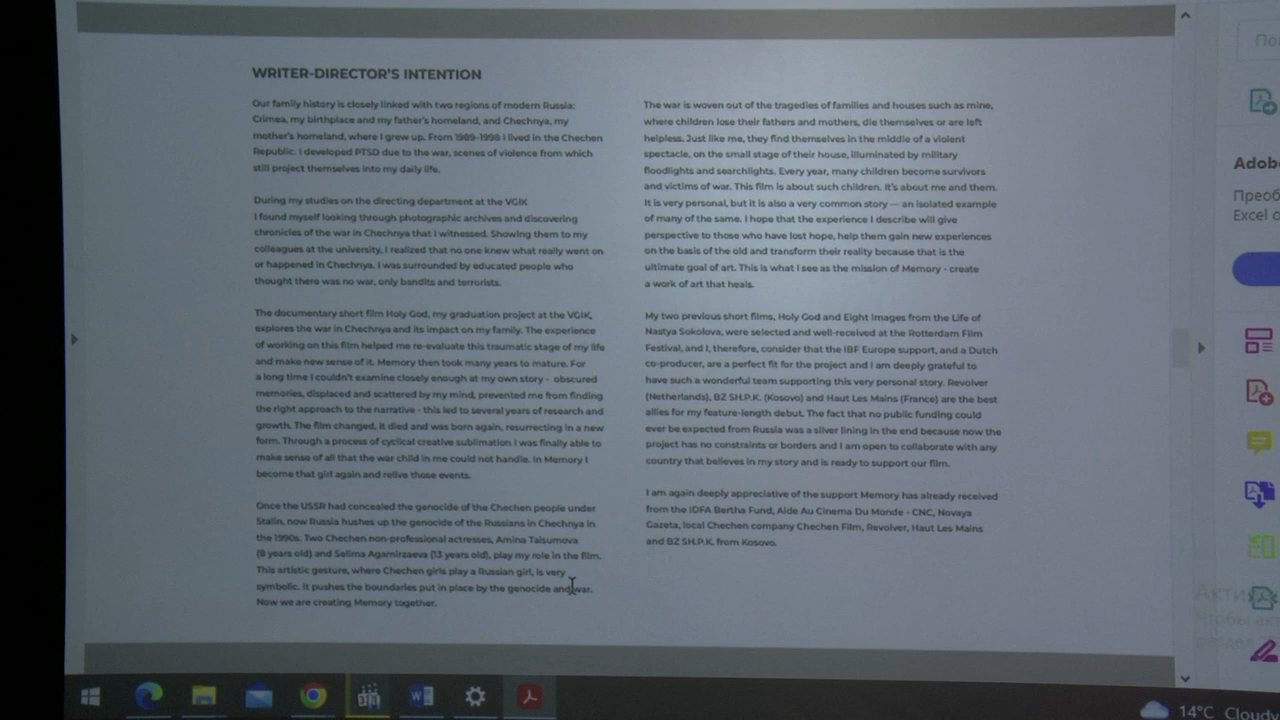 WRITER-DIRECTOR'S INTENTION
Our family history is closely linked with two regions of modern Russia:
Crimea, my birthplace and my father's homeland, and Chechnya, my
mother's homeland, where I grew up. From 1989-1998 I lived in the Chechen
Republic. I developed PTSD due to the war, scenes of violence from which
still project themselves into my daily life.
During my studies on the directing department at the VGIK
I found myself looking through photographic archives and discovering
chronicles of the war in Chechnya that I witnessed. Showing them to my
colleagues at the university, I realized that no one knew what really went on
or happened in Chechnya. I was surrounded by educated people who
thought there was no war, only bandits and terrorists.
The documentary short film Holy God, my graduation project at the VGIK,
explores the war in Chechnya and its impact on my family. The experience
of working on this film helped me re-evaluate this traumatic stage of my life
and make new sense of it. Memory then took many years to mature. For
a long time I couldn't examine closely enough at my own story - obscured
memories, displaced and scattered by my mind, prevented me from finding
the right approach to the narrative - this led to several years of research and
growth. The film changed, it died and was born again, resurrecting in a new
form. Through a process of cyclical creative sublimation I was finally able to
make sense of all that the war child in me could not handle. In Memory I
become that girl again and relive those events.
Once the USSR had concealed the genocide of the Chechen people under
Stalin, now Russia hushes up the genocide of the Russians in Chechnya in
the 1990s. Two Chechen non-professional actresses, Amina Taisumova
(8 years old) and Selima Agamirzaeva (13 years old), play my role in the film.
This artistic gesture, where Chechen girls play a Russian girl, is very
symbolic. It pushes the boundaries put in place by the genocide and war.
Now we are creating Memory together.
The war is woven out of the tragedies of families and houses such as mine,
where children lose their fathers and mothers, die themselves or are left
helpless. Just like me, they find themselves in the middle of a violent
spectacle, on the small stage of their house, illuminated by military
floodlights and searchlights. Every year, many children become survivors
and victims of war. This film is about such children. It's about me and them.
It is very personal, but it is also a very common story — an isolated example
of many of the same. I hope that the experience I describe will give
perspective to those who have lost hope, help them gain new experiences
on the basis of the old and transform their reality because that is the
ultimate goal of art. This is what I see as the mission of Memory - create
a work of art that heals.
My two previous short films, Holy God and Eight Images from the Life of
Nastya Sokolova, were selected and well-received at the Rotterdam Film
Festival, and I, therefore, consider that the IBF Europe support, and a Dutch
co-producer, are a perfect fit for the project and I am deeply grateful to
have such a wonderful team supporting this very personal story. Revolver
(Netherlands), BZ SH.P.K. (Kosovo) and Haut Les Mains (France) are the best
allies for my feature-length debut. The fact that no public funding could
ever be expected from Russia was a silver lining in the end because now the
project has no constraints or borders and I am open to collaborate with any
country that believes in my story and is ready to support our film.
I am again deeply appreciative of the support Memory has already received
from the IDFA Bertha Fund, Aide Au Cinema Du Monde - CNC, Novaya
Gazeta, local Chechen company Chechen Film, Revolver, Haut Les Mains
and BZ SH.P.K. from Kosovo.
По
Adob
Преоб
Excel
Акти
Чтобы ак
раздел
14°C Cloudy